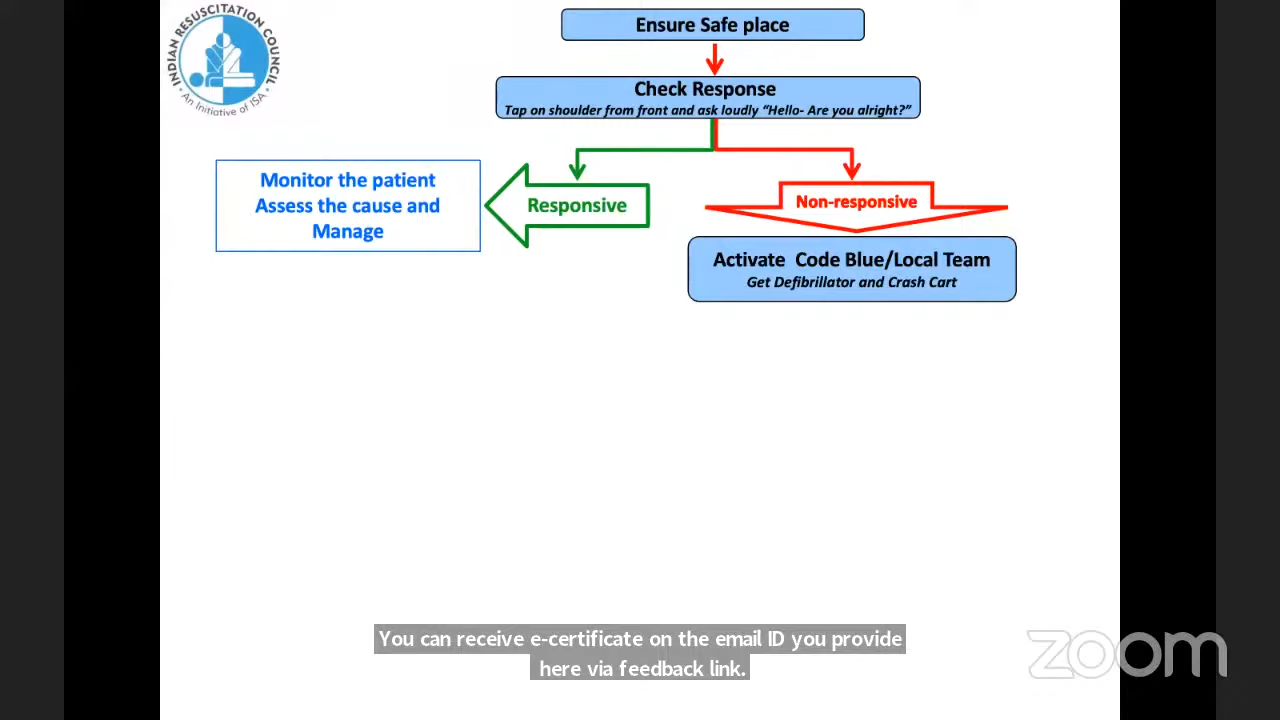 INDIAN RESUSCITATION COUNCIL
An Initiative of ISA
Ensure Safe place
Check Response
Tap on shoulder from front and ask loudly “Hello- Are you alright?”
Monitor the patient
Assess the cause and
Manage
Responsive
Non-responsive
Activate Code Blue/Local Team
Get Defibrillator and Crash Cart
You can receive e-certificate on the email ID you provide
here via feedback link.
zoom